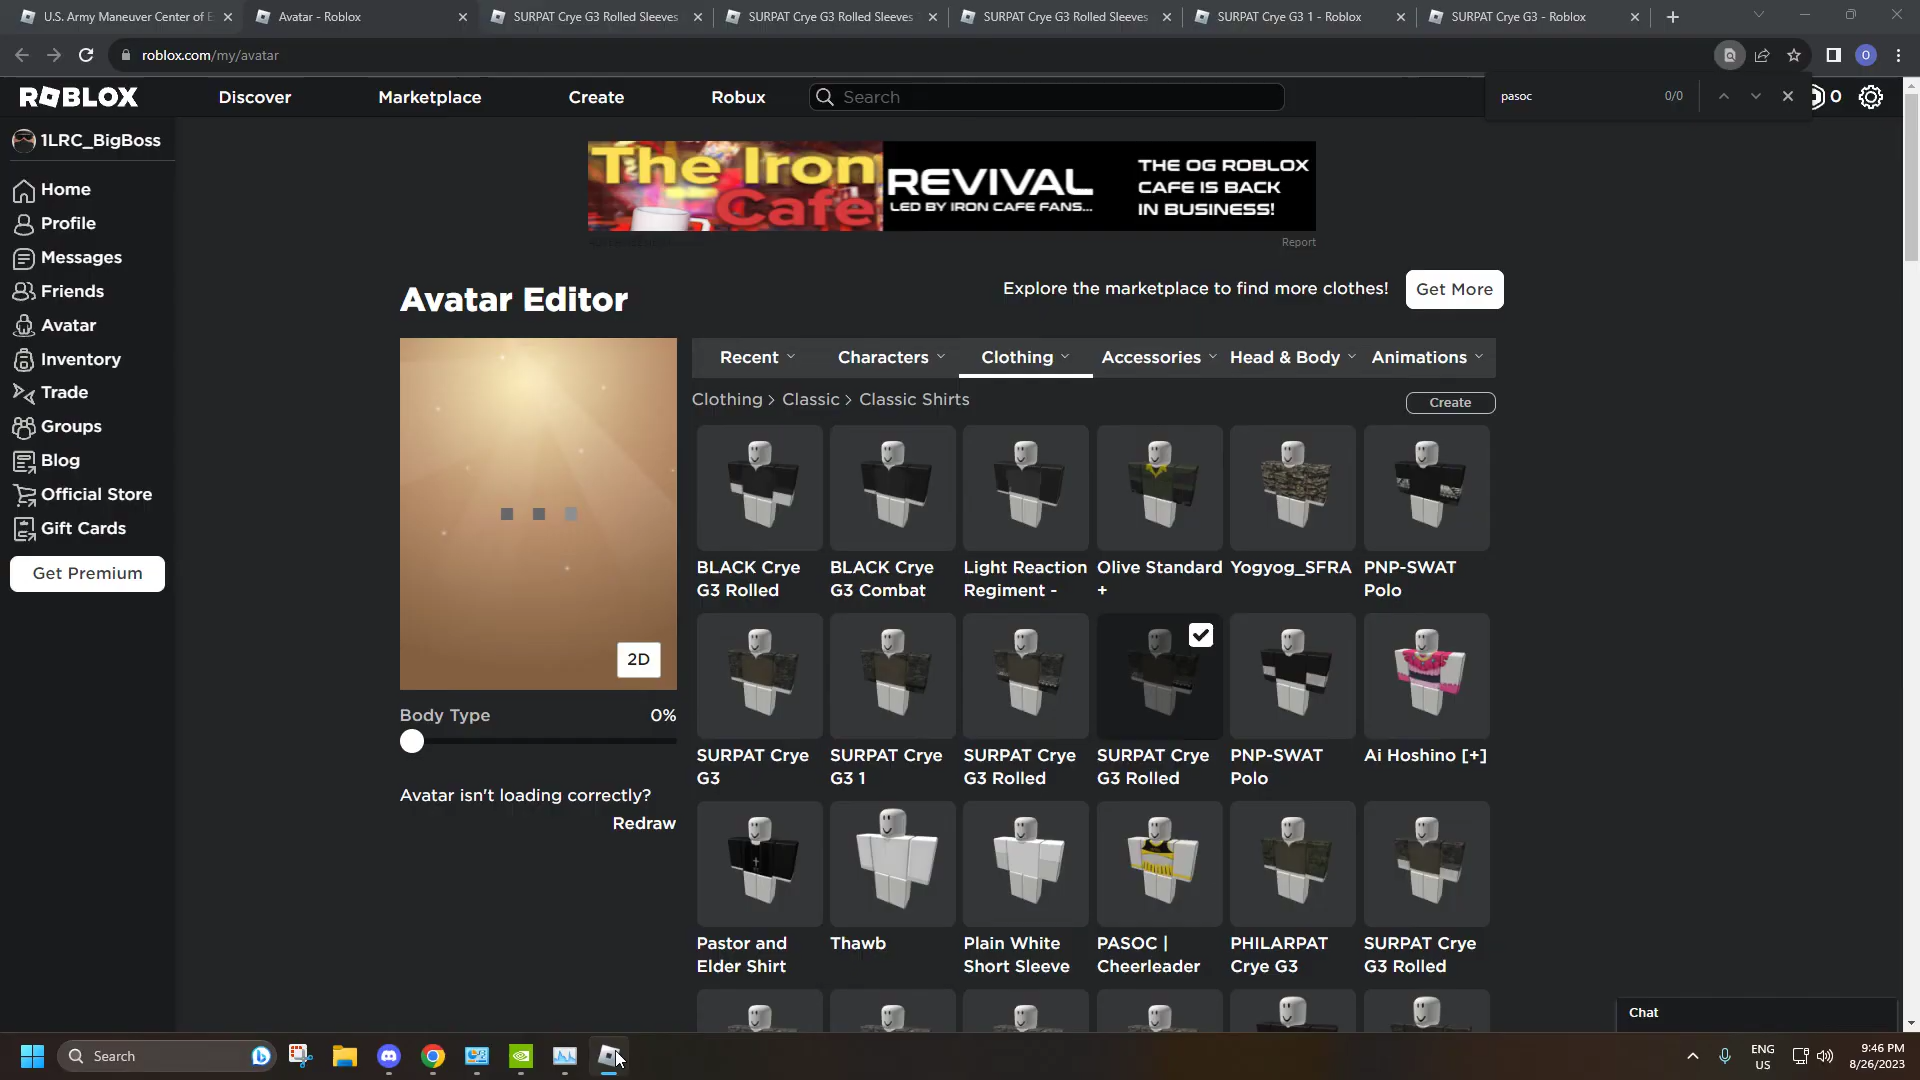 U.S. Army Maneuver Center of E
Avatar - Roblox
SURPAT Crye G3 Rolled Sleeves
SURPAT Crye G3 Rolled Sleeves
SURPAT Crye G3 Rolled Sleeves
SURPAT Crye G3 1 - Roblox
SURPAT Crye G3 - Roblox
roblox.com/my/avatar
O
ROBLOX
Discover
Marketplace
Create
Robux
Search
pasoc
0/0
0
1LRC_BigBoss
Home
Profile
Messages
Friends
Avatar
Inventory
Trade
Groups
Blog
Official Store
Gift Cards
Get Premium
The Iron
Cafe
REVIVAL
LED BY IRON CAFE FANS...
THE OG ROBLOX
CAFE IS BACK
IN BUSINESS!
Report
Avatar Editor
Explore the marketplace to find more clothes!
Get More
2D
Body Type
0%
Avatar isn't loading correctly?
Redraw
Recent
Characters
Clothing
Accessories
Head & Body
Animations
Clothing > Classic > Classic Shirts
Create
BLACK Crye
G3 Rolled
BLACK Crye
G3 Combat
Light Reaction
Regiment -
Olive Standard
+
Yogyog_SFRA
PNP-SWAT
Polo
SURPAT Crye
G3
SURPAT Crye
G3 1
SURPAT Crye
G3 Rolled
SURPAT Crye
G3 Rolled
PNP-SWAT
Polo
Ai Hoshino [+]
Pastor and
Elder Shirt
Thawb
Plain White
Short Sleeve
PASOC |
Cheerleader
PHILARPAT
Crye G3
SURPAT Crye
G3 Rolled
Chat
Search
ENG
US
9:46 PM
8/26/2023